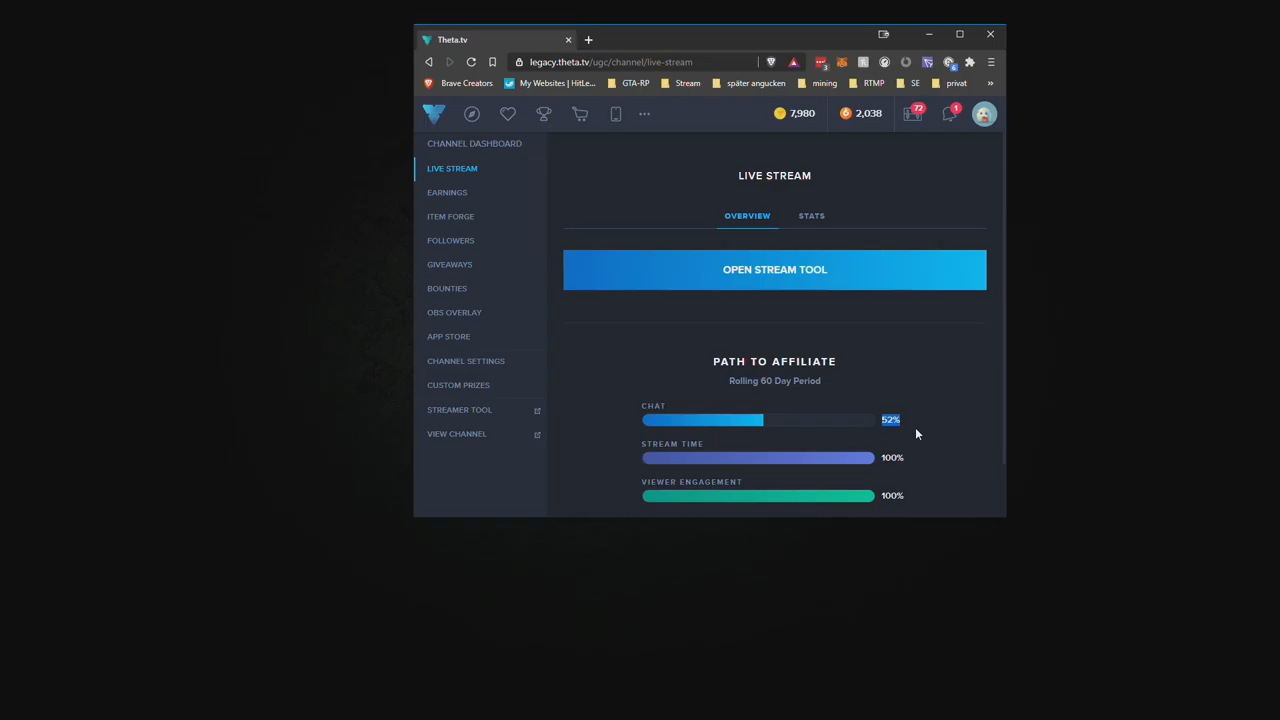 Theta.tv
legacy.theta.tv/ugc/channel/live-stream
3
6
Brave Creators
My Websites | HitLe...
GTA-RP
Stream
später angucken
mining
RTMP
SE
privat
»
7,980
2,038
72
1
CHANNEL DASHBOARD
LIVE STREAM
EARNINGS
ITEM FORGE
FOLLOWERS
GIVEAWAYS
BOUNTIES
OBS OVERLAY
APP STORE
CHANNEL SETTINGS
CUSTOM PRIZES
STREAMER TOOL
VIEW CHANNEL
LIVE STREAM
OVERVIEW STATS
OPEN STREAM TOOL
PATH TO AFFILIATE
Rolling 60 Day Period
CHAT
52%
STREAM TIME
100%
VIEWER ENGAGEMENT
100%